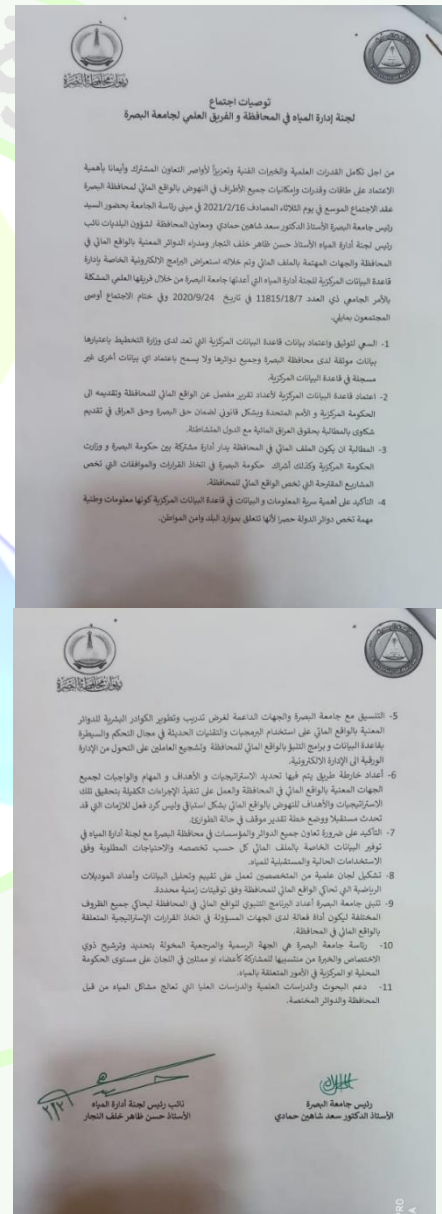 ديوان محافظة البصرة
توصيات اجتماع
لجنة إدارة المياه في المحافظة و الفريق العلمي لجامعة البصرة
من اجل تكامل القدرات العلمية والخبرات الفنية وتعزيزاً لأواصر التعاون المشترك وأيمانا بأهمية
الاعتماد على طاقات وقدرات وإمكانيات جميع الأطراف في النهوض بالواقع المائي لمحافظة البصرة
عقد الاجتماع الموسع في يوم الثلاثاء المصادف 2021/2/16 في مبنى رئاسة الجامعة بحضور السيد
رئيس جامعة البصرة الأستاذ الدكتور سعد شاهين حمادي ومعاون المحافظة لشؤون البلديات نائب
رئيس لجنة أدارة المياه الأستاذ حسن ظاهر خلف النجار ومدراء الدوائر المعنية بالواقع المائي في
المحافظة والجهات المهتمة بالملف المائي وتم خلاله استعراض البرامج الالكترونية الخاصة بإدارة
قاعدة البيانات المركزية للجنة أدارة المياه التي أعدتها جامعة البصرة من خلال فريقها العلمي المشكلة
بالأمر الجامعي ذي العدد 11815/18/7 في تاريخ 2020/9/24 وفي ختام الاجتماع أوصى
المجتمعون بمايلي.
1- السعي لتوثيق واعتماد بيانات قاعدة البيانات المركزية التي تعد لدى وزارة التخطيط باعتبارها
بيانات موثقة لدى محافظة البصرة وجميع دوائرها ولا يسمح باعتماد اي بيانات أخرى غير
مسجلة في قاعدة البيانات المركزية.
2- اعتماد قاعدة البيانات المركزية لأعداد تقرير مفصل عن الواقع المائي للمحافظة وتقديمه الى
الحكومة المركزية و الأمم المتحدة وبشكل قانوني لضمان حق البصرة وحق العراق في تقديم
شكاوى بالمطالبة بحقوق العراق المائية مع الدول المتشاطئة.
3- المطالبة ان يكون الملف المائي في المحافظة يدار أدارة مشتركة بين حكومة البصرة و وزارت
الحكومة المركزية وكذلك أشراك حكومة البصرة في اتخاذ القرارات والموافقات التي تخص
المشاريع المقترحة التي تخص الواقع المائي للمحافظة.
4- التأكيد على أهمية سرية المعلومات و البيانات في قاعدة البيانات المركزية كونها معلومات وطنية
مهمة تخص دوائر الدولة حصرا لأنها تتعلق بموارد البلد وامن المواطن.
ديوان محافظة البصرة
5- التنسيق مع جامعة البصرة والجهات الداعمة لغرض تدريب وتطوير الكوادر البشرية للدوائر
المعنية بالواقع المائي على استخدام البرمجيات والتقنيات الحديثة في مجال التحكم والسيطرة
بقاعدة البيانات و برامج التنبؤ بالواقع المائي للمحافظة وتشجيع العاملين على التحول من الإدارة
الورقية الى الإدارة الالكترونية.
6- أعداد خارطة طريق يتم فيها تحديد الاستراتيجيات و الأهداف و المهام والواجبات لجميع
الجهات المعنية بالواقع المائي في المحافظة والعمل على تنفيذ الإجراءات الكفيلة بتحقيق تلك
الاستراتيجيات والأهداف للنهوض بالواقع المائي بشكل استباقي وليس كرد فعل للازمات التي قد
تحدث مستقبلا ووضع خطة تقدير موقف في حالة الطوارئ.
7- التأكيد على ضرورة تعاون جميع الدوائر والمؤسسات في محافظة البصرة مع لجنة أدارة المياه في
توفير البيانات الخاصة بالملف المائي كل حسب تخصصه والاحتياجات المطلوبة وفق
الاستخدامات الحالية والمستقبلية للمياه.
8- تشكيل لجان علمية من المتخصصين تعمل على تقييم وتحليل البيانات وأعداد الموديلات
الرياضية التي تحاكي الواقع المائي للمحافظة وفق توقيتات زمنية محددة.
9- تتبنى جامعة البصرة أعداد البرنامج التنبوي للواقع المائي في المحافظة ليحاكي جميع الظروف
المختلفة ليكون أداة فعالة لدى الجهات المسؤولة في اتخاذ القرارات الإستراتيجية المتعلقة
بالواقع المائي في المحافظة.
10- رئاسة جامعة البصرة هي الجهة الرسمية والمرجعية المخولة بتحديد وترشيح ذوي
الاختصاص والخبرة من منتسبيها للمشاركة كأعضاء او ممثلين في اللجان على مستوى الحكومة
المحلية او المركزية في الأمور المتعلقة بالمياه.
11- دعم البحوث والدراسات العلمية والدراسات العليا التي تعالج مشاكل المياه من قبل
المحافظة والدوائر المختصة.
رئيس جامعة البصرة
الأستاذ الدكتور سعد شاهين حمادي
نائب رئيس لجنة أدارة المياه
الأستاذ حسن ظاهر خلف النجار